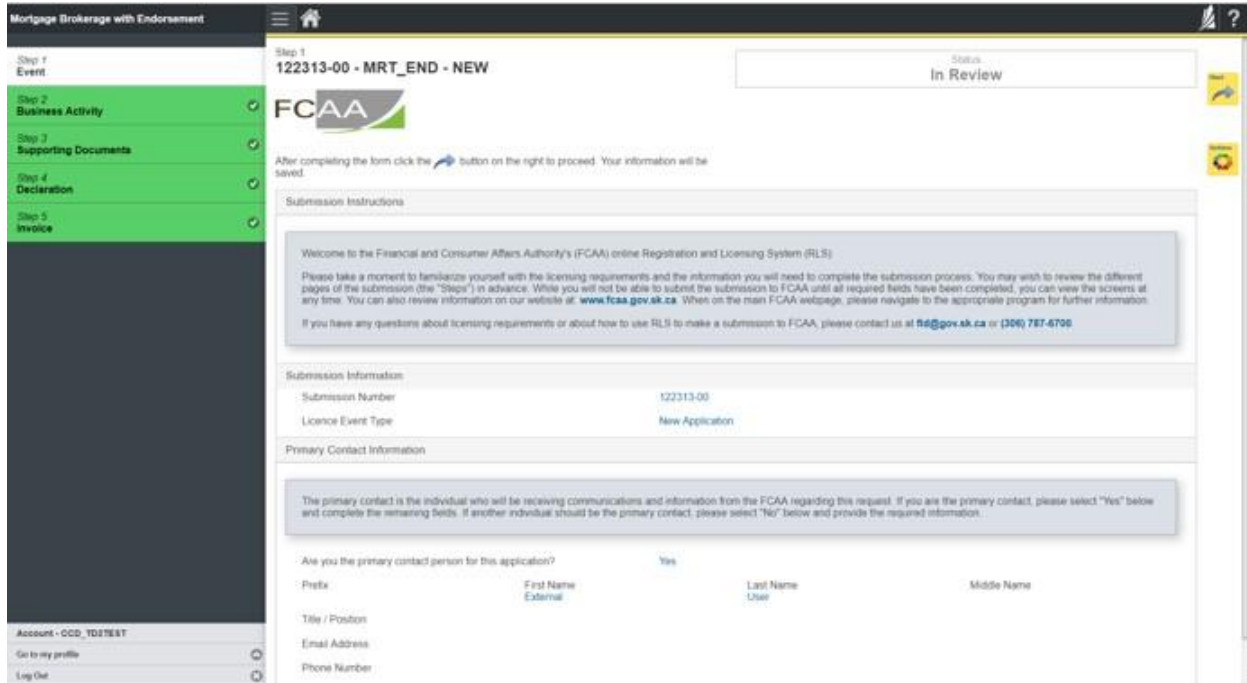 Mortgage Brokerage with Endorsement
?
Step 1
Event
Step 2
Business Activity
Step 3
Supporting Documents
Step 4
Declaration
Step 5
Invoice
Account - CCD_TD2TEST
Go to my profile
Log Out
Step 1
122313-00 - MRT_END - NEW
Status
In Review
FCAA
After completing the form click the button on the right to proceed. Your information will be
saved.
Submission Instructions
Welcome to the Financial and Consumer Affairs Authority's (FCAA) online Registration and Licensing System (RLS)
Please take a moment to familiarize yourself with the licensing requirements and the information you will need to complete the submission process. You may wish to review the different
pages of the submission (the "Steps") in advance. While you will not be able to submit the submission to FCAA until all required fields have been completed, you can view the screens at
any time. You can also review information on our website at: www.fcaa.gov.sk.ca. When on the main FCAA webpage, please navigate to the appropriate program for further information.
If you have any questions about licensing requirements or about how to use RLS to make a submission to FCAA, please contact us at fid@gov.sk.ca or (306) 787-6700
Submission Information
Submission Number 122313-00
Licence Event Type New Application
Primary Contact Information
The primary contact is the individual who will be receiving communications and information from the FCAA regarding this request. If you are the primary contact, please select "Yes" below
and complete the remaining fields. If another individual should be the primary contact, please select "No" below and provide the required information.
Are you the primary contact person for this application? Yes
Prefix First Name Last Name Middle Name
External User
Title / Position
Email Address
Phone Number
Next